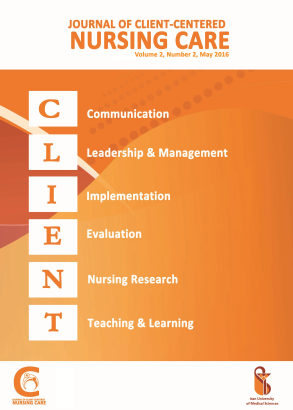 JOURNAL OF CLIENT-CENTERED
NURSING CARE
Volume 2, Number 2, May 2016
C
Communication
L
Leadership & Management
I
Implementation
E
Evaluation
N
Nursing Research
T
Teaching & Learning
NURSING CARE
Iran University
of Medical Sciences